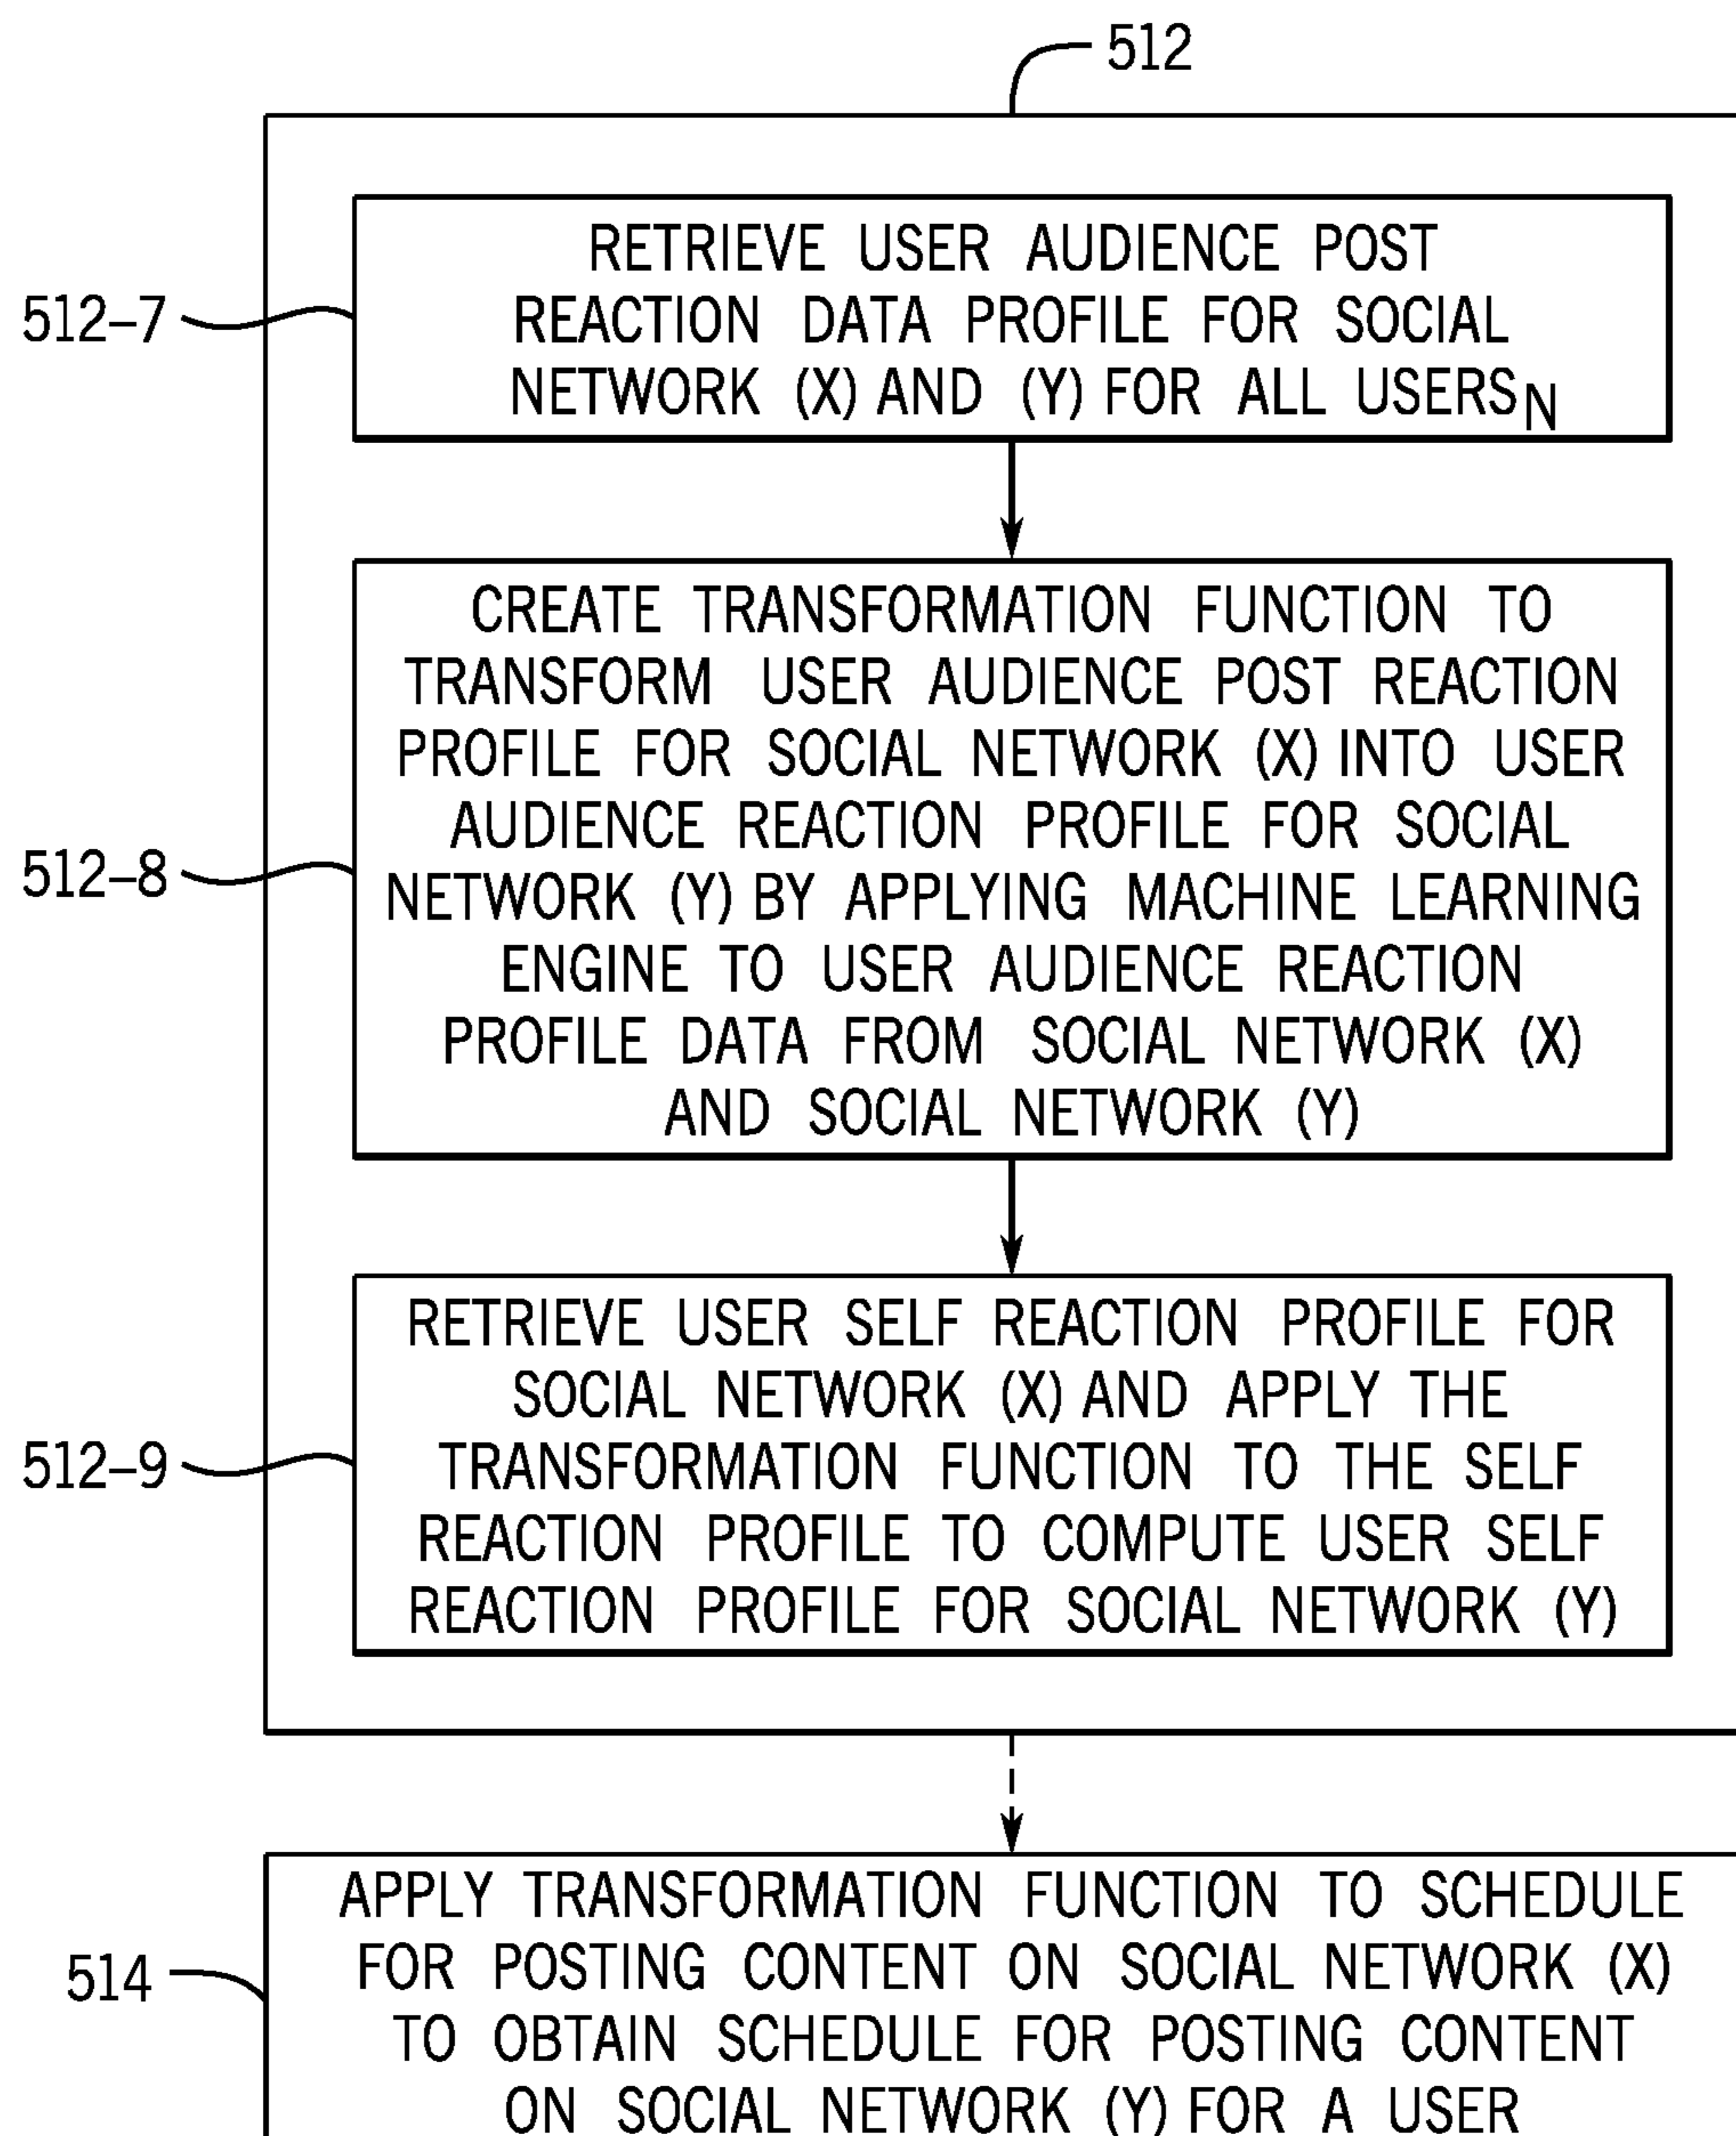 512
512-7
RETRIEVE USER AUDIENCE POST
REACTION DATA PROFILE FOR SOCIAL
NETWORK (X) AND (Y) FOR ALL USERSN
512-8
CREATE TRANSFORMATION FUNCTION TO
TRANSFORM USER AUDIENCE POST REACTION
PROFILE FOR SOCIAL NETWORK (X) INTO USER
AUDIENCE REACTION PROFILE FOR SOCIAL
NETWORK (Y) BY APPLYING MACHINE LEARNING
ENGINE TO USER AUDIENCE REACTION
PROFILE DATA FROM SOCIAL NETWORK (X)
AND SOCIAL NETWORK (Y)
512-9
RETRIEVE USER SELF REACTION PROFILE FOR
SOCIAL NETWORK (X) AND APPLY THE
TRANSFORMATION FUNCTION TO THE SELF
REACTION PROFILE TO COMPUTE USER SELF
REACTION PROFILE FOR SOCIAL NETWORK (Y)
514
APPLY TRANSFORMATION FUNCTION TO SCHEDULE
FOR POSTING CONTENT ON SOCIAL NETWORK (X)
TO OBTAIN SCHEDULE FOR POSTING CONTENT
ON SOCIAL NETWORK (Y) FOR A USER